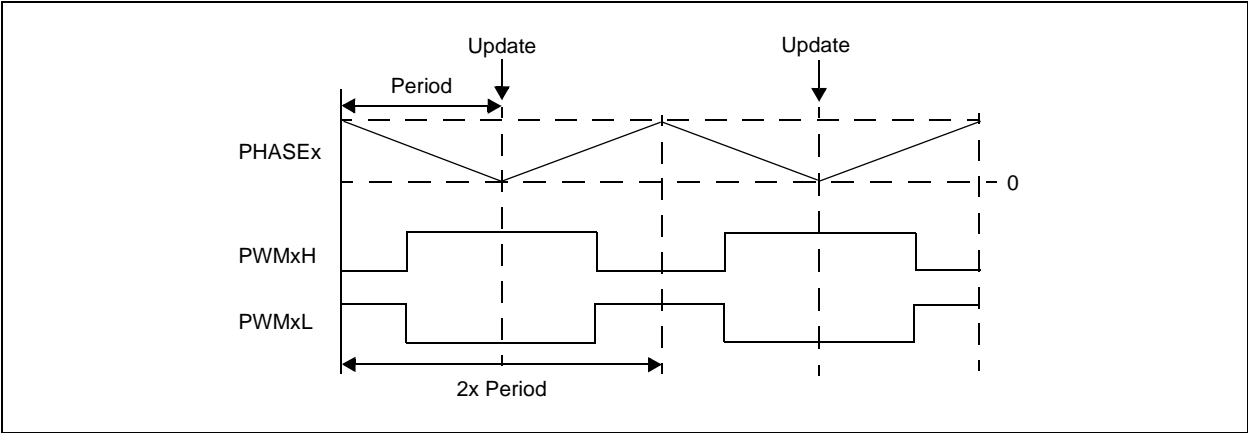 Update
Update
Period
PHASEx
0
PWMxH
PWMxL
2x Period